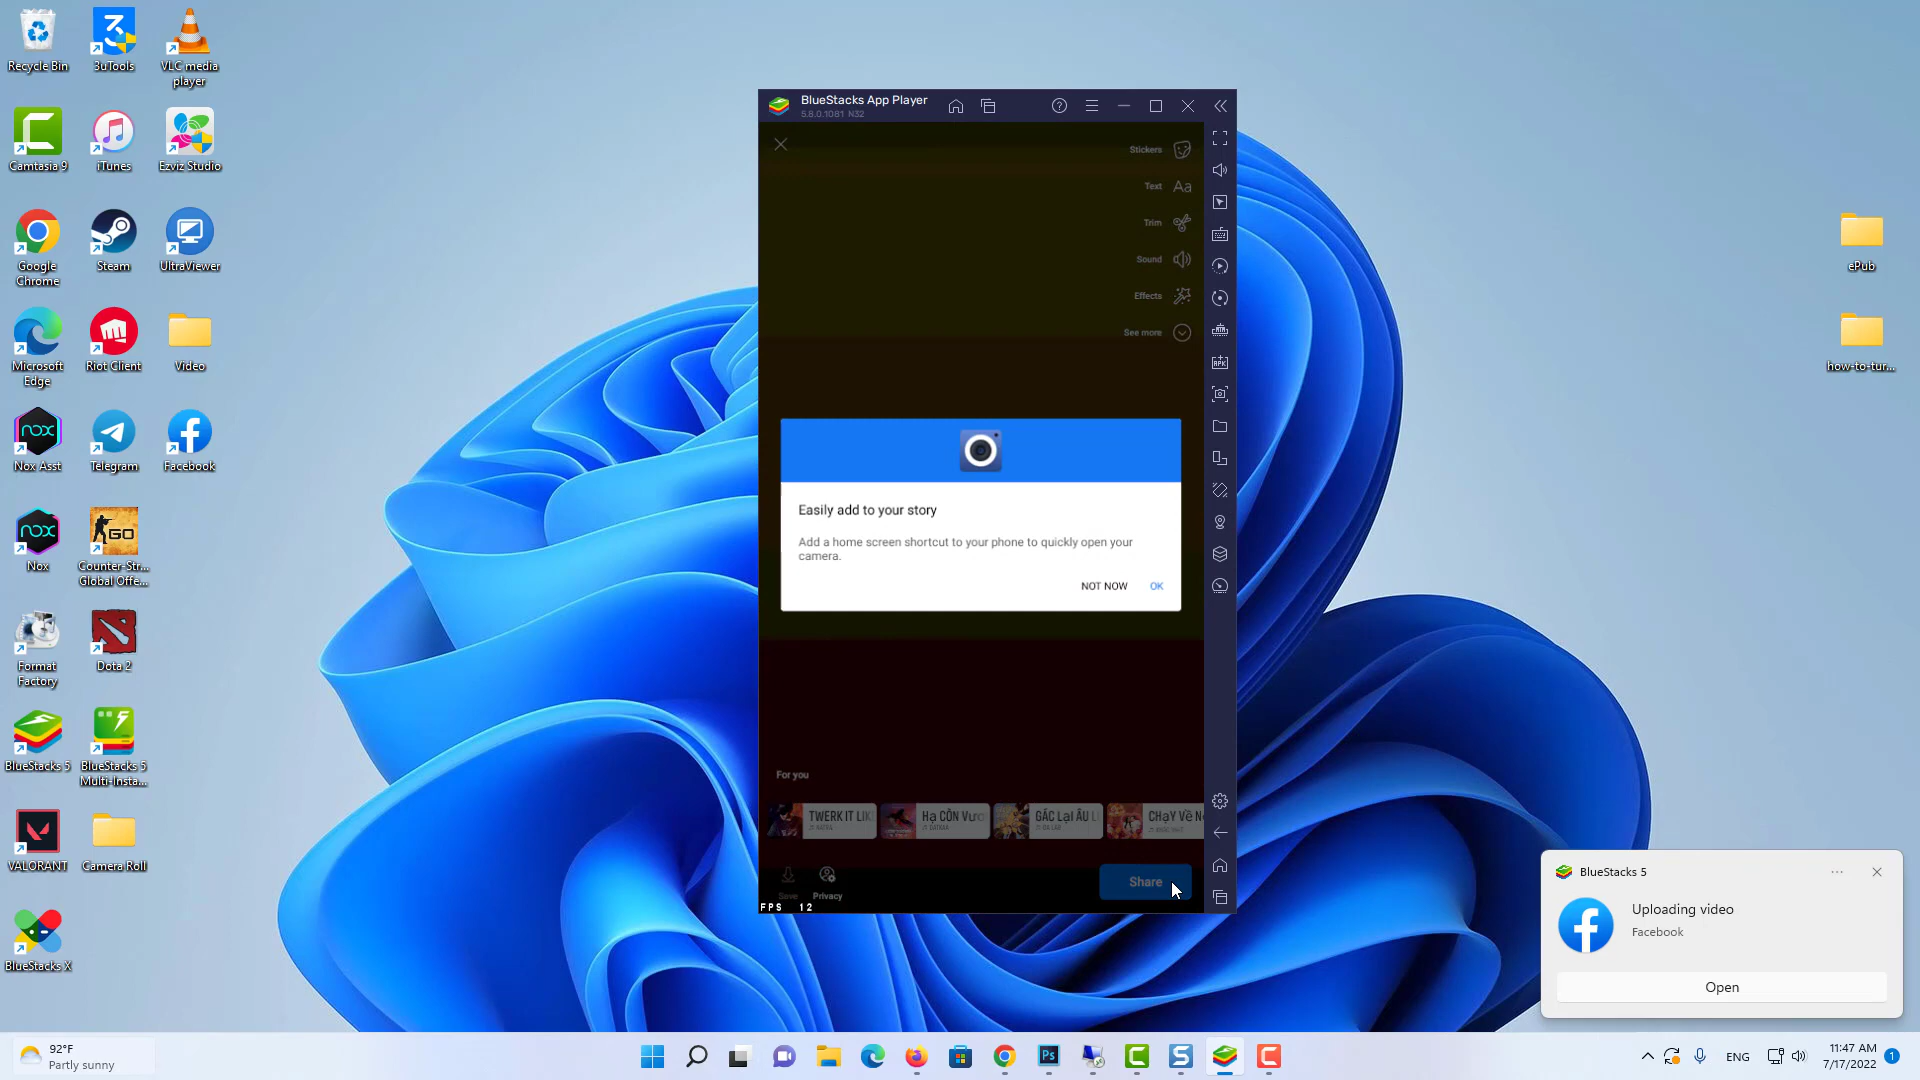 Recycle Bin
3uTools
VLC media
player
Camtasia 9
iTunes
Ezviz Studio
Google
Chrome
Steam
UltraViewer
Microsoft
Edge
Riot Client
Video
Nox Asst
Telegram
Facebook
Nox
Counter-Str...
Global Offe...
Format
Factory
Dota 2
BlueStacks 5
BlueStacks 5
Multi-Insta...
VALORANT
Camera Roll
BlueStacks X
ePub
how-to-tur...
BlueStacks App Player
5.8.0.1081 N32
Stickers
Text Aa
Trim
Sound
Effects
See more
Easily add to your story
Add a home screen shortcut to your phone to quickly open your
camera.
NOT NOW OK
For you
TWERK IT LIK
Hạ CÒN Vươ
GÁC LẠI ÂU L
CHẠY VỀ N
Save Privacy Share
FPS 12
BlueStacks 5
Uploading video
Facebook
Open
92°F
Partly sunny
Ps
ENG
11:47 AM
7/17/2022
1